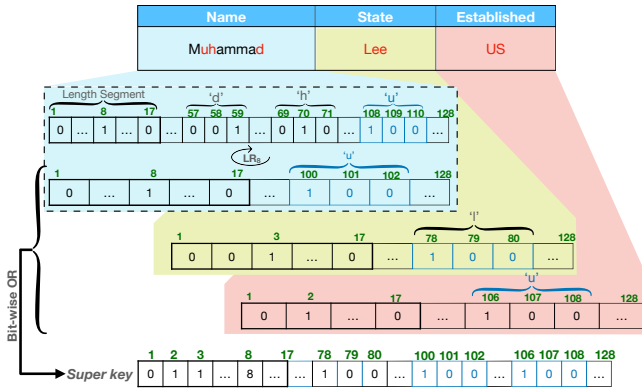 Name State Established
Muhammad Lee US
Length Segment 'd' 'h' 'u'
1 8 17 57 58 59 69 70 71 108 109 110 128
0 ... 1 ... 0 ... 0 0 1 ... 0 1 0 ... 1 0 0 ...
LR8
'u'
1 8 17 100 101 102 128
0 ... 1 ... 0 ... 1 0 0 ...
'l'
1 3 17 78 79 80 128
0 0 1 ... 0 ... 1 0 0 ...
'u'
1 2 17 106 107 108 128
0 1 ... 0 ... 1 0 0 ...
Bit-wise OR
1 2 3 8 17 78 79 80 100 101 102 106 107 108 128
Super key 0 1 1 ... 8 ... ... 1 0 0 ... 1 0 0 ... 1 0 0 ...